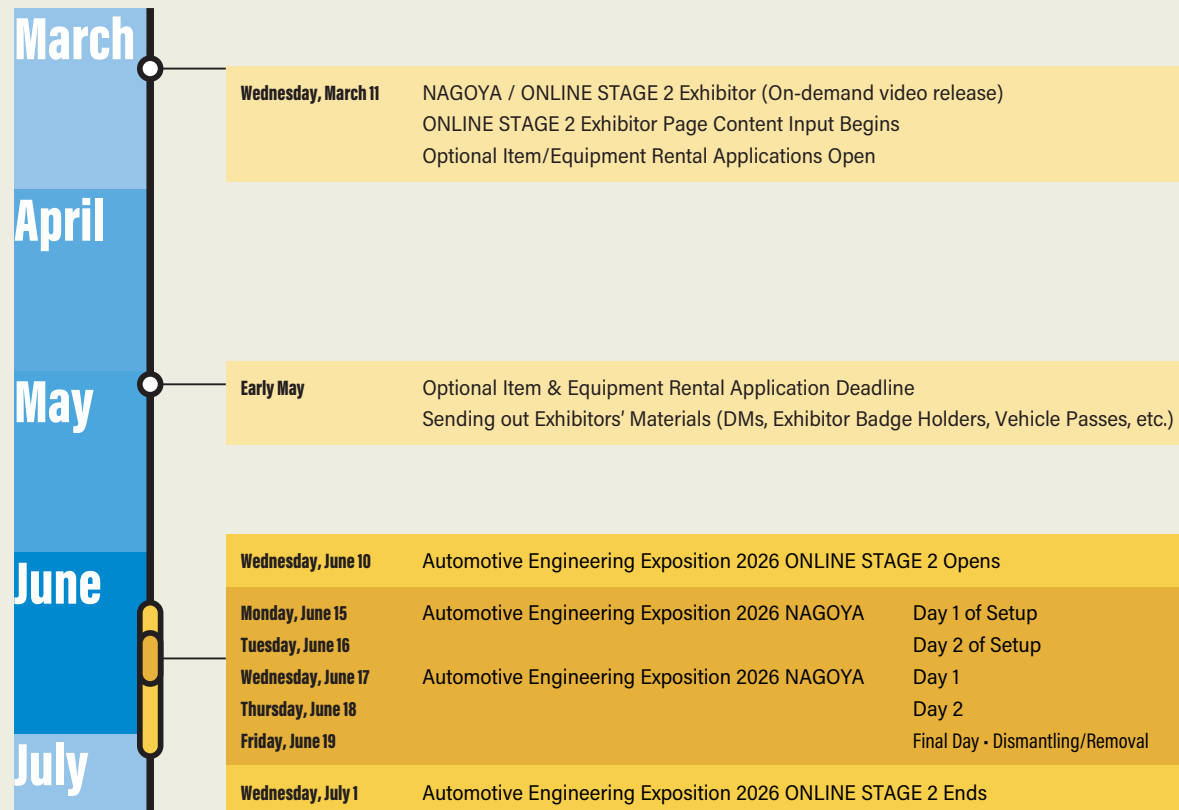 March
Wednesday, March 11 NAGOYA / ONLINE STAGE 2 Exhibitor (On-demand video release)
ONLINE STAGE 2 Exhibitor Page Content Input Begins
Optional Item/Equipment Rental Applications Open
April
May
Early May Optional Item & Equipment Rental Application Deadline
Sending out Exhibitors' Materials (DMs, Exhibitor Badge Holders, Vehicle Passes, etc.)
June
Wednesday, June 10 Automotive Engineering Exposition 2026 ONLINE STAGE 2 Opens
Monday, June 15 Automotive Engineering Exposition 2026 NAGOYA Day 1 of Setup
Tuesday, June 16 Day 2 of Setup
Wednesday, June 17 Automotive Engineering Exposition 2026 NAGOYA Day 1
Thursday, June 18 Day 2
Friday, June 19 Final Day・Dismantling/Removal
July
Wednesday, July 1 Automotive Engineering Exposition 2026 ONLINE STAGE 2 Ends